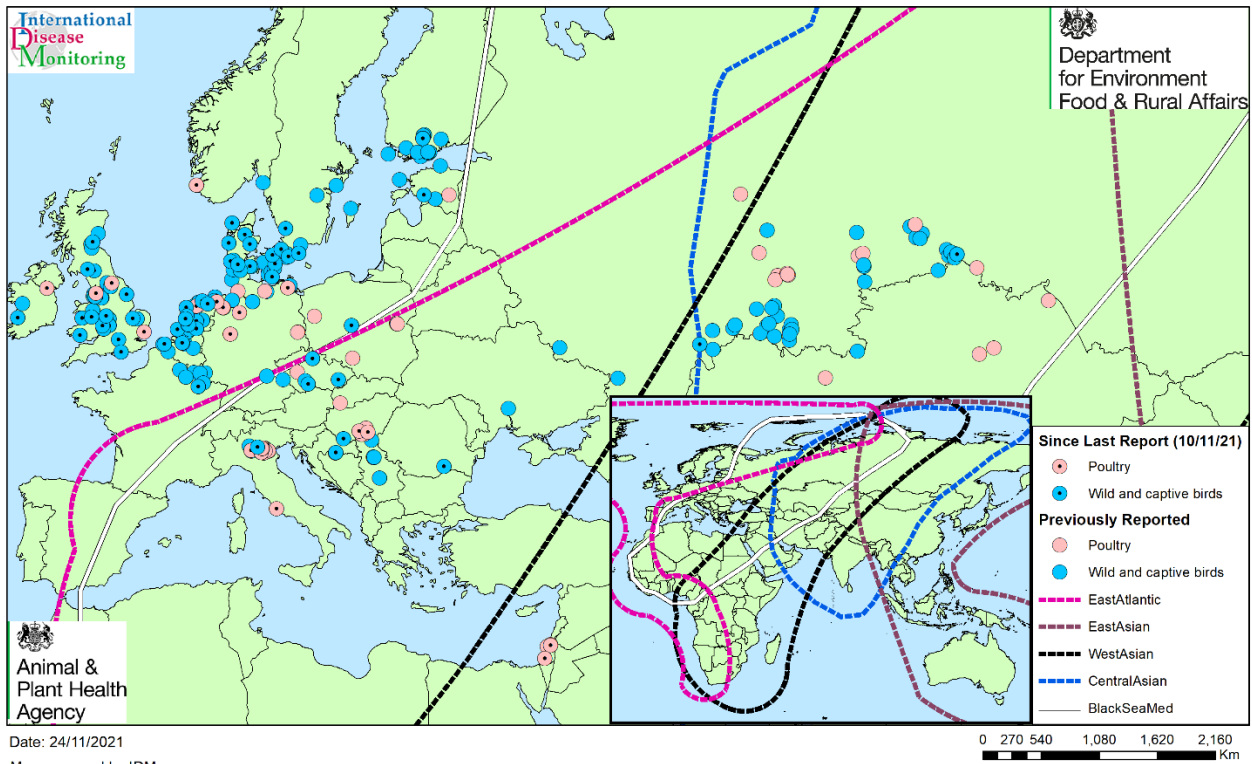 International
Disease
Monitoring
Department
for Environment
Food & Rural Affairs
Since Last Report (10/11/21)
Poultry
Wild and captive birds
Previously Reported
Poultry
Wild and captive birds
EastAtlantic
EastAsian
WestAsian
CentralAsian
BlackSeaMed
Animal &
Plant Health
Agency
Date: 24/11/2021
0 270 540 1,080 1,620 2,160
Km